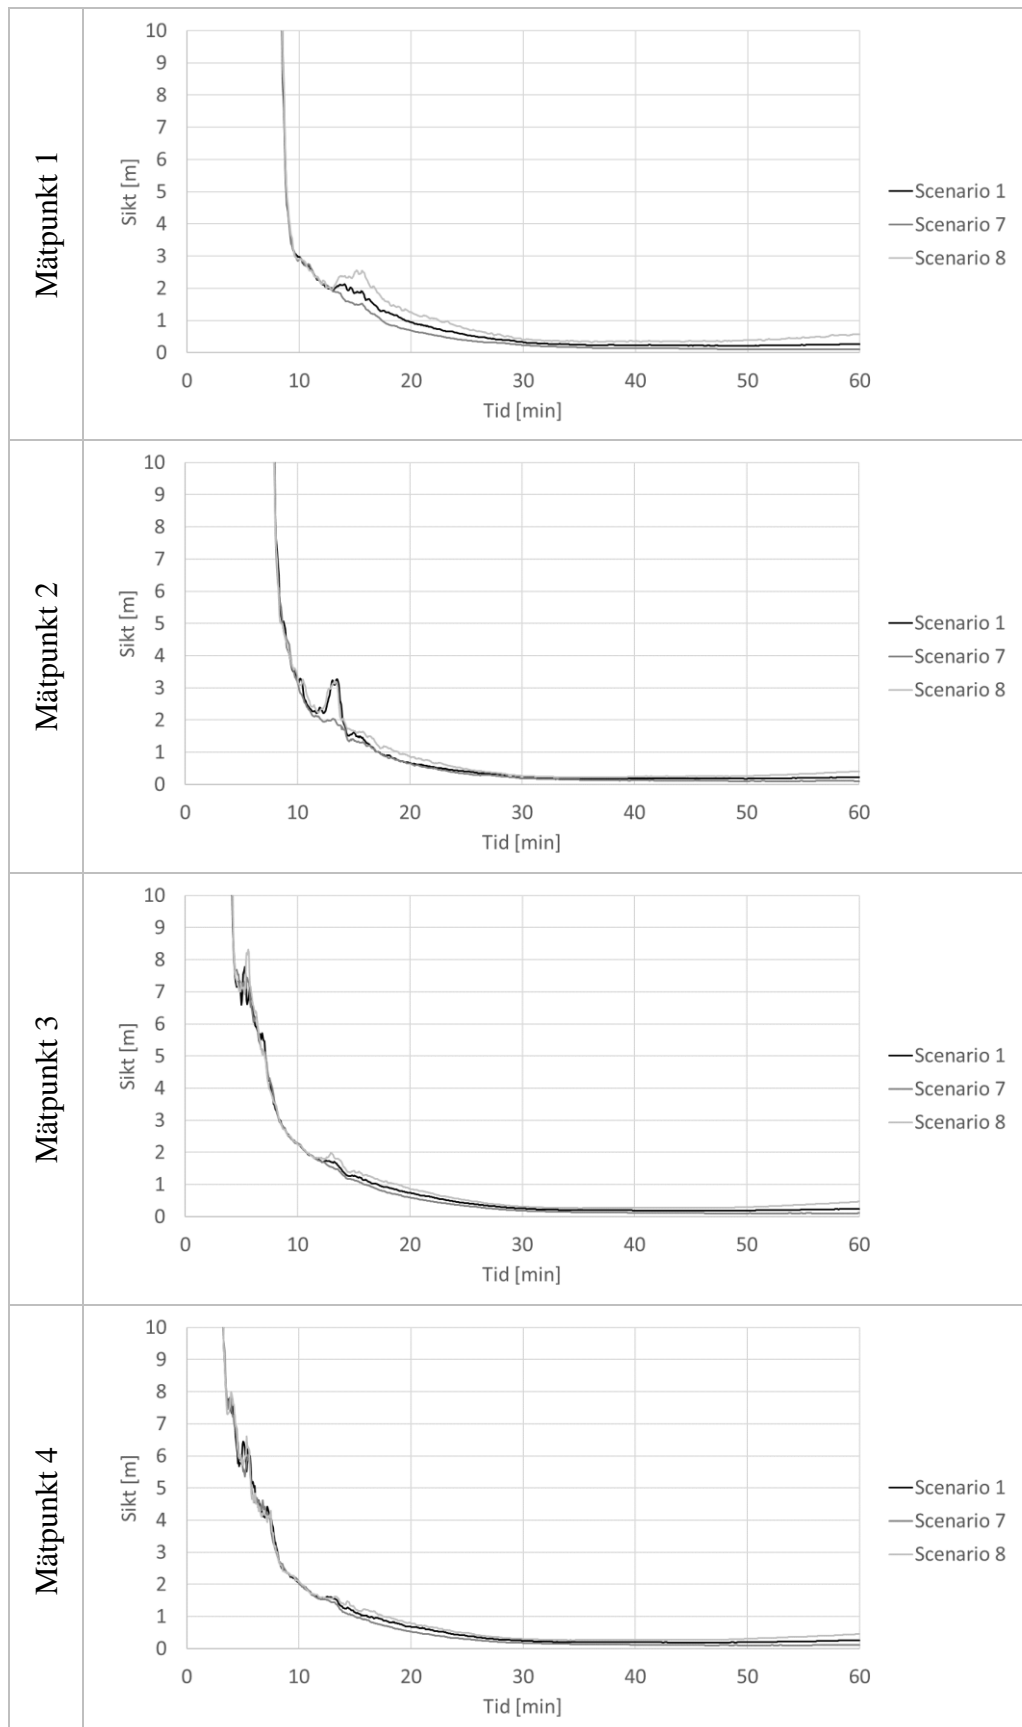 Mätpunkt 1
10
9
8
7
6
5
4
3
2
1
0
Sikt [m]
0 10 20 30 40 50 60
Tid [min]
Scenario 1
Scenario 7
Scenario 8
Mätpunkt 2
10
9
8
7
6
5
4
3
2
1
0
Sikt [m]
0 10 20 30 40 50 60
Tid [min]
Scenario 1
Scenario 7
Scenario 8
Mätpunkt 3
10
9
8
7
6
5
4
3
2
1
0
Sikt [m]
0 10 20 30 40 50 60
Tid [min]
Scenario 1
Scenario 7
Scenario 8
Mätpunkt 4
10
9
8
7
6
5
4
3
2
1
0
Sikt [m]
0 10 20 30 40 50 60
Tid [min]
Scenario 1
Scenario 7
Scenario 8